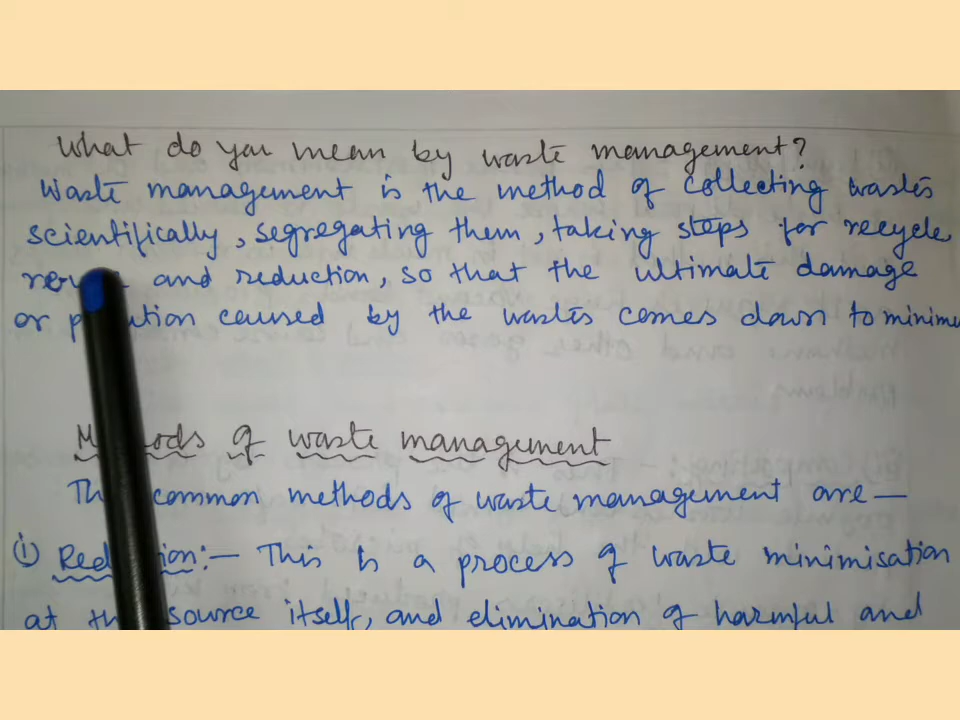 What do you mean by waste management?
Waste management is the method of collecting wastes
scientifically, segregating them, taking steps for recycle,
and reduction, so that the ultimate damage
or caused by the wastes comes down to
of waste management
common methods of waste management are —
i) :— This is a process of waste minimisation
at source itself, and elimination of harmful and